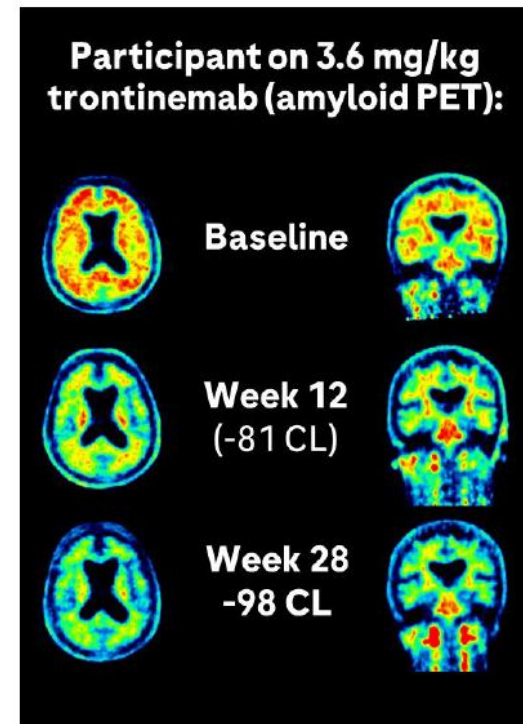 Participant on 3.6 mg/kg
trontinemab (amyloid PET):
Baseline
Week 12
(-81 CL)
Week 28
-98 CL